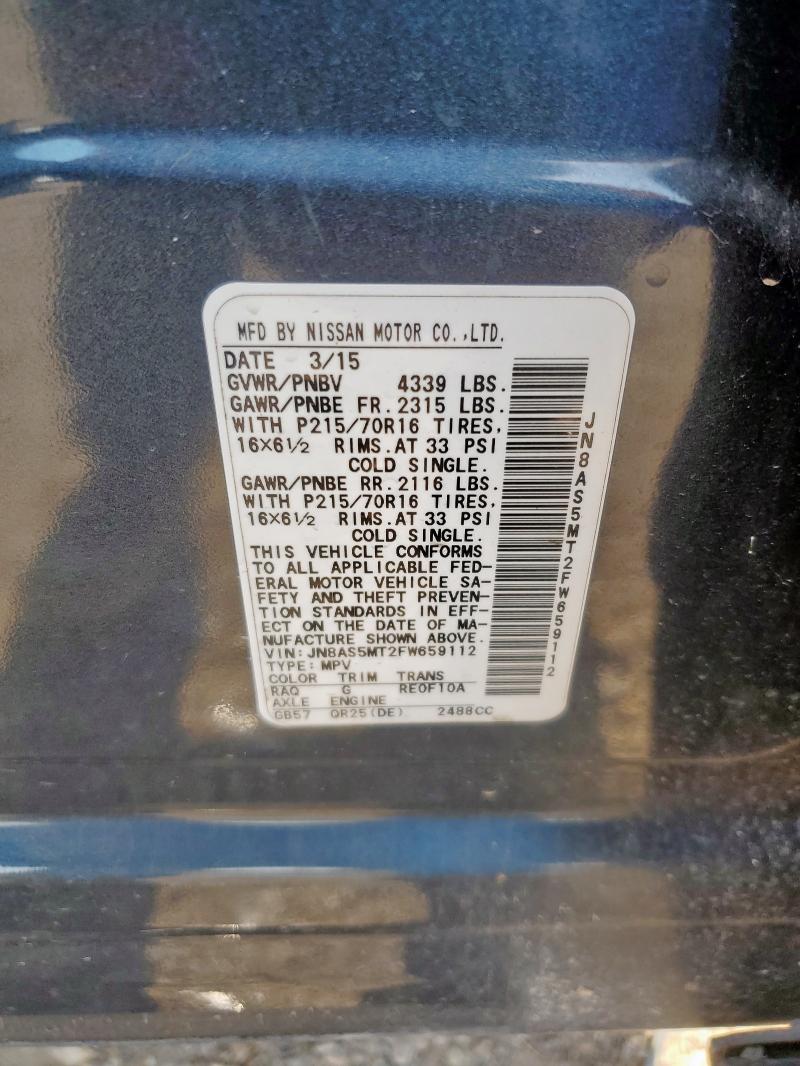 MFD BY NISSAN MOTOR CO.,LTD.
DATE 3/15
GVWR/PNBV 4339 LBS.
GAWR/PNBE FR. 2315 LBS.
WITH P215/70R16 TIRES,
16×6½ RIMS.AT 33 PSI
COLD SINGLE.
GAWR/PNBE RR. 2116 LBS.
WITH P215/70R16 TIRES,
16×6½ RIMS.AT 33 PSI
COLD SINGLE.
THIS VEHICLE CONFORMS
TO ALL APPLICABLE FED-
ERAL MOTOR VEHICLE SA-
FETY AND THEFT PREVEN-
TION STANDARDS IN EFF-
ECT ON THE DATE OF MA-
NUFACTURE SHOWN ABOVE.
VIN: JN8AS5MT2FW659112
TYPE: MPV
COLOR TRIM TRANS
RAQ G RE0F10A
AXLE ENGINE
GB57 QR25(DE) 2488CC
JN8AS5MT2FW659112